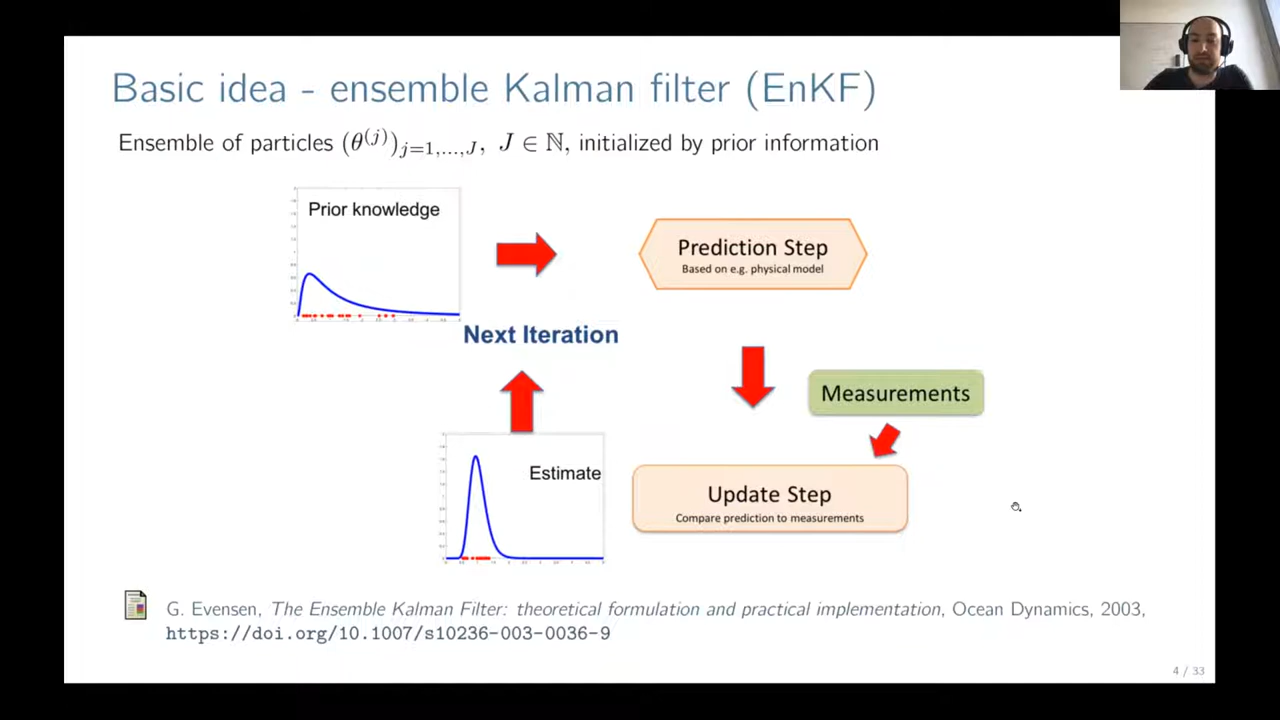 Basic idea - ensemble Kalman filter (EnKF)
Ensemble of particles (θ^(j))_{j=1,...,J}, J ∈ ℕ, initialized by prior information
Prior knowledge
Prediction Step
Based on e.g. physical model
Next Iteration
Measurements
Estimate
Update Step
Compare prediction to measurements
G. Evensen, The Ensemble Kalman Filter: theoretical formulation and practical implementation, Ocean Dynamics, 2003,
https://doi.org/10.1007/s10236-003-0036-9
4 / 33